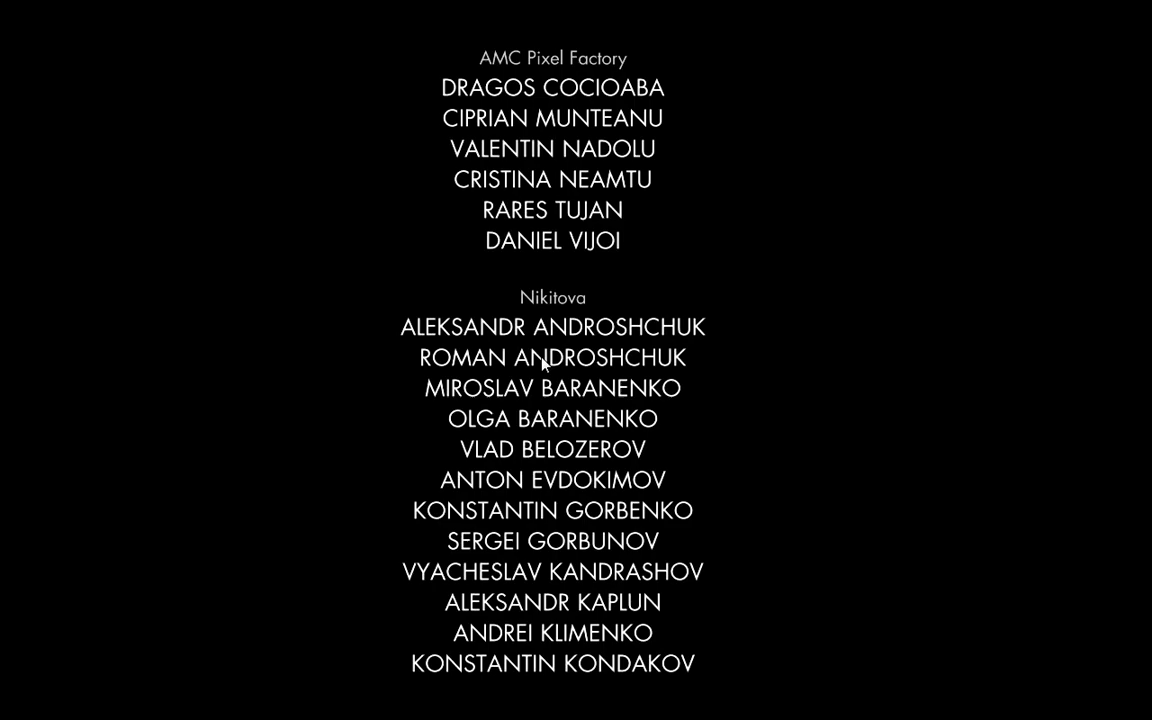 AMC Pixel Factory
DRAGOS COCIOABA
CIPRIAN MUNTEANU
VALENTIN NADOLU
CRISTINA NEAMTU
RARES TUJAN
DANIEL VIJOI
Nikitova
ALEKSANDR ANDROSHCHUK
ROMAN ANDROSHCHUK
MIROSLAV BARANENKO
OLGA BARANENKO
VLAD BELOZEROV
ANTON EVDOKIMOV
KONSTANTIN GORBENKO
SERGEI GORBUNOV
VYACHESLAV KANDRASHOV
ALEKSANDR KAPLUN
ANDREI KLIMENKO
KONSTANTIN KONDAKOV